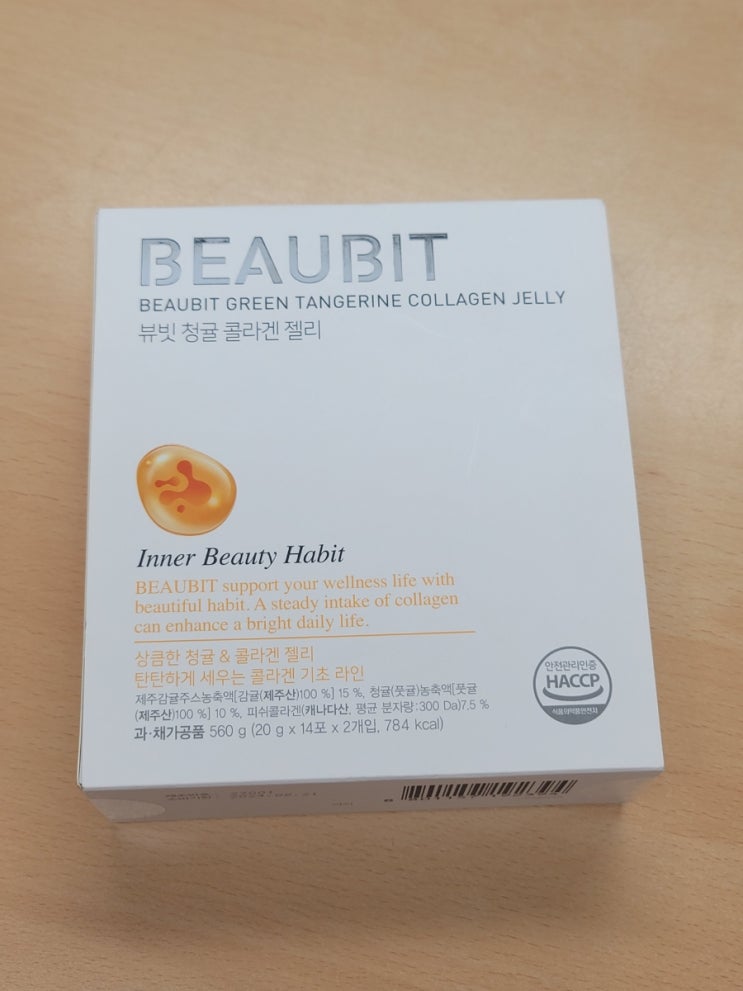 BEAUBIT
BEAUBIT GREEN TANGERINE COLLAGEN JELLY
뷰빗 청귤 콜라겐 젤리
Inner Beauty Habit
BEAUBIT support your wellness life with
beautiful habit. A steady intake of collagen
can enhance a bright daily life.
상큼한 청귤 & 콜라겐 젤리
탄탄하게 세우는 콜라겐 기초 라인
제주감귤주스농축액[감귤(제주산)100 %] 15 %, 청귤(풋귤)농축액[풋귤
(제주산)100 %] 10 %, 피쉬콜라겐(캐나다산, 평균 분자량:300 Da)7.5 %
과·채가공품 560 g (20 g x 14포 x 2개입, 784 kcal)
안전관리인증
HACCP
식품의약품안전처